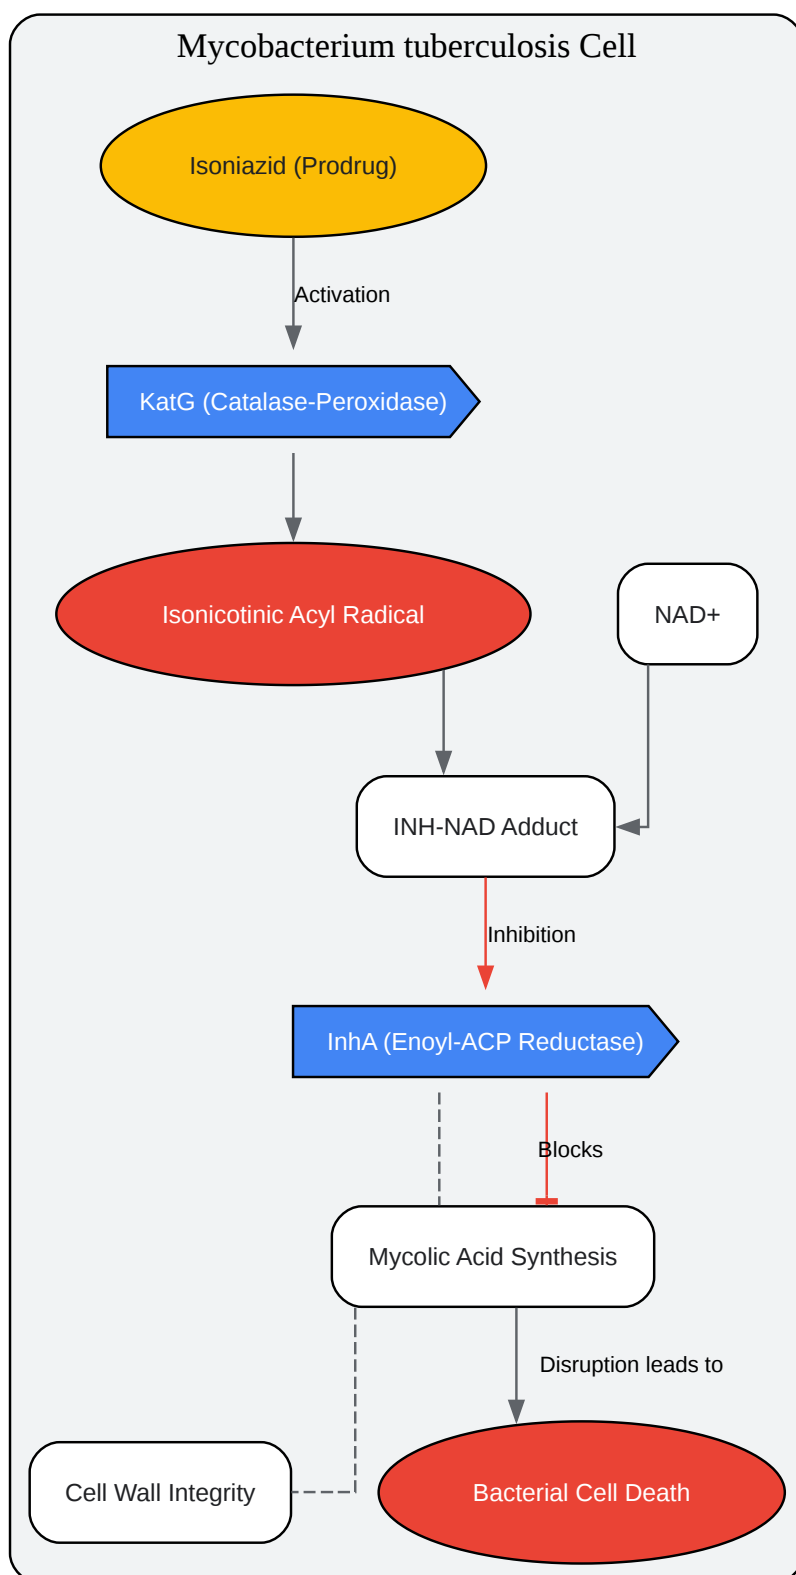 Mycobacterium tuberculosis Cell
Isoniazid (Prodrug)
Activation
KatG (Catalase-Peroxidase)
Isonicotinic Acyl Radical
NAD+
INH-NAD Adduct
Inhibition
InhA (Enoyl-ACP Reductase)
Blocks
Mycolic Acid Synthesis
Disruption leads to
Cell Wall Integrity
Bacterial Cell Death